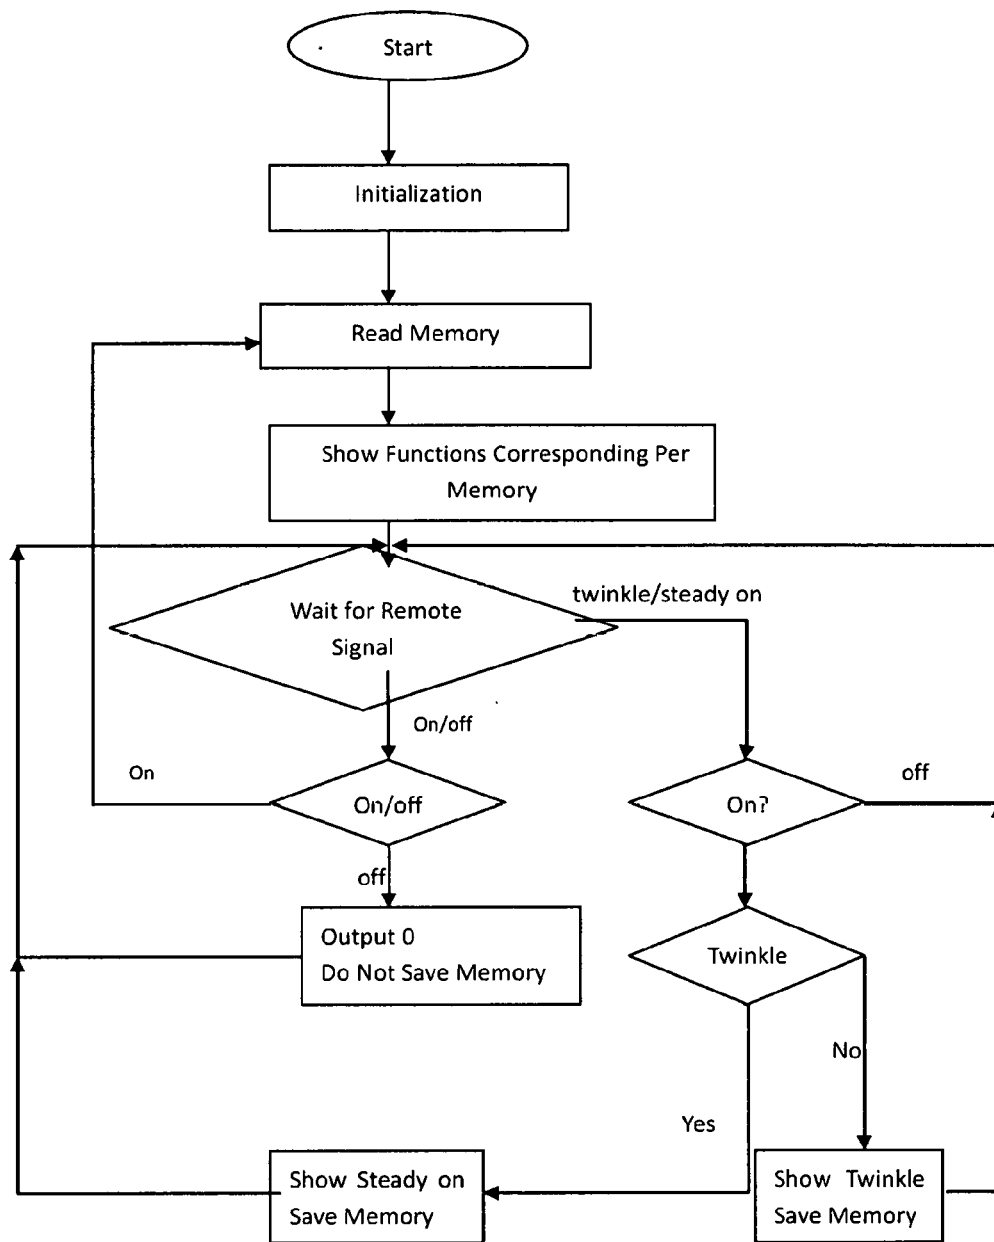 Start
Initialization
Read Memory
Show Functions Corresponding Per
Memory
twinkle/steady on
Wait for Remote
Signal
On/off
On
off
On/off
On?
off
Output 0
Do Not Save Memory
Twinkle
No
Yes
Show Steady on
Save Memory
Show Twinkle
Save Memory